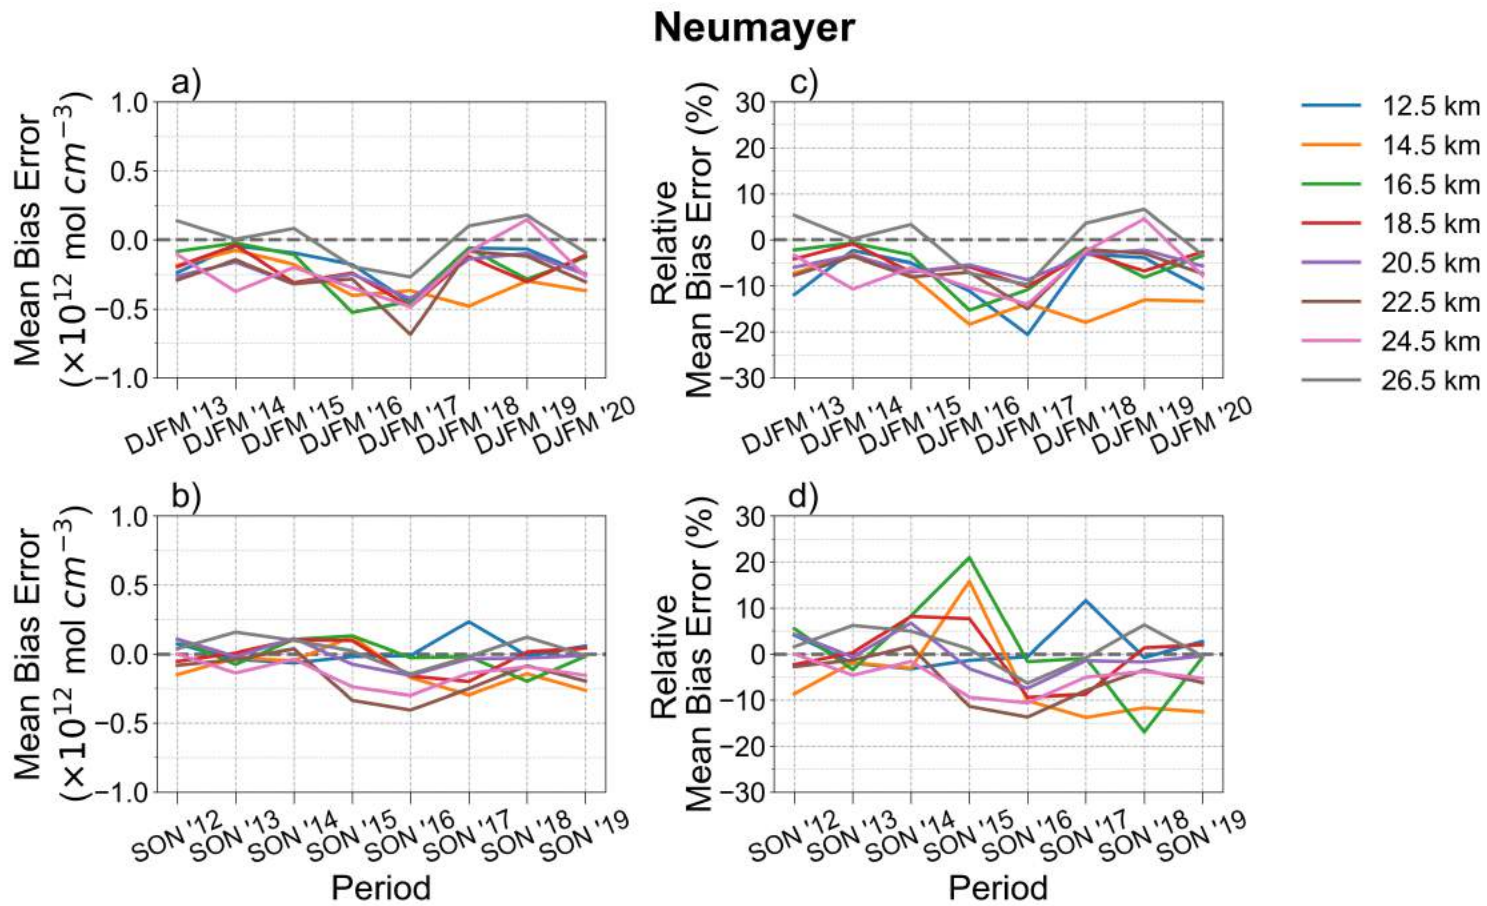 Neumayer
a)
Mean Bias Error
(×10¹² mol cm⁻³)
1.0
0.5
0.0
−0.5
−1.0
DJFM '13
DJFM '14
DJFM '15
DJFM '16
DJFM '17
DJFM '18
DJFM '19
DJFM '20
c)
Relative
Mean Bias Error (%)
30
20
10
0
−10
−20
−30
DJFM '13
DJFM '14
DJFM '15
DJFM '16
DJFM '17
DJFM '18
DJFM '19
DJFM '20
12.5 km
14.5 km
16.5 km
18.5 km
20.5 km
22.5 km
24.5 km
26.5 km
b)
Mean Bias Error
(×10¹² mol cm⁻³)
1.0
0.5
0.0
−0.5
−1.0
SON '12
SON '13
SON '14
SON '15
SON '16
SON '17
SON '18
SON '19
Period
d)
Relative
Mean Bias Error (%)
30
20
10
0
−10
−20
−30
SON '12
SON '13
SON '14
SON '15
SON '16
SON '17
SON '18
SON '19
Period